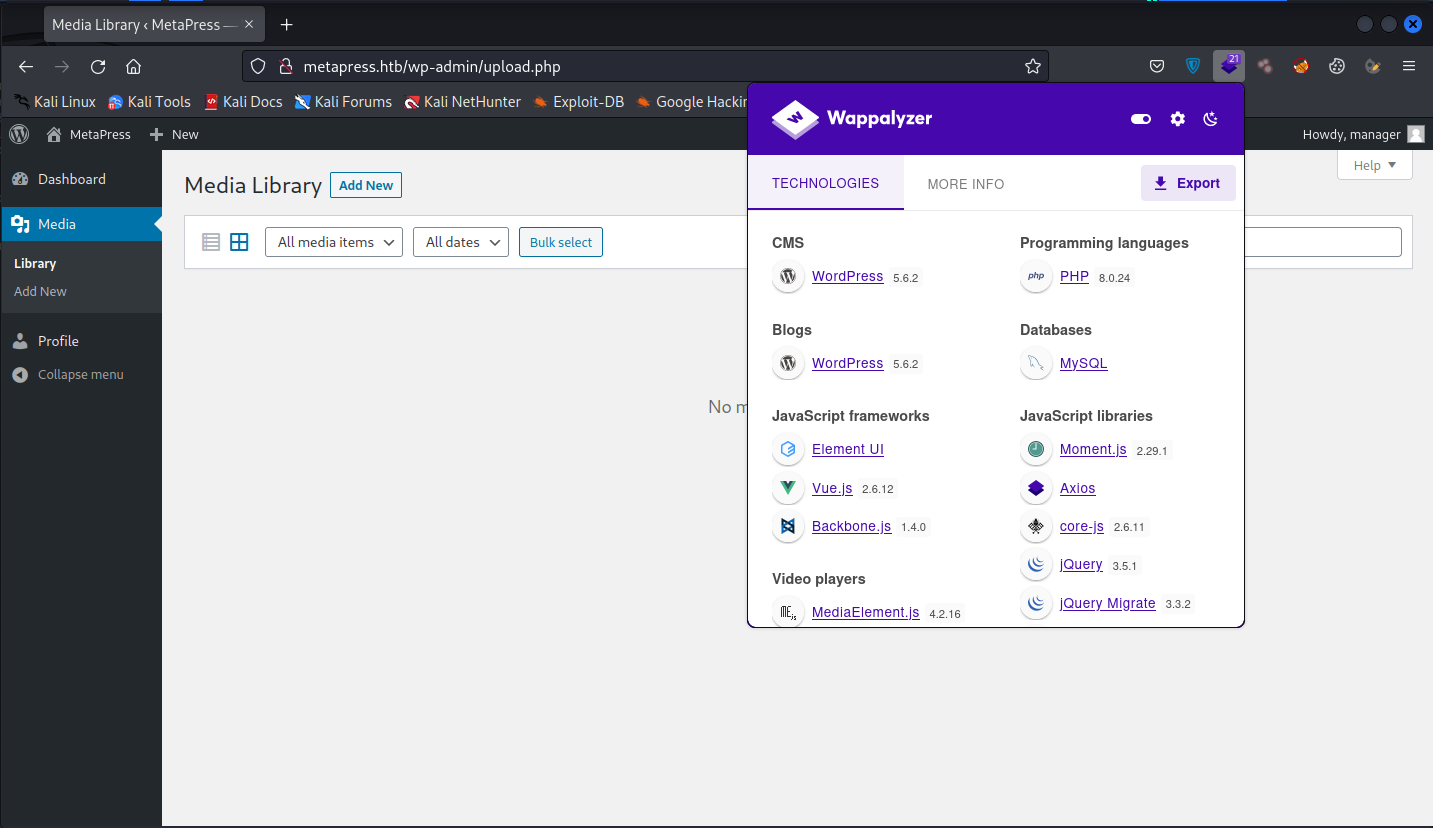 Media Library ‹ MetaPress —
metapress.htb/wp-admin/upload.php
21
Kali Linux Kali Tools Kali Docs Kali Forums Kali NetHunter Exploit-DB Google Hackin
MetaPress New Howdy, manager
Wappalyzer
Dashboard
Media
Library
Add New
Profile
Collapse menu
Media Library Add New
Help
All media items All dates Bulk select
No m
TECHNOLOGIES MORE INFO Export
CMS
WordPress 5.6.2
Blogs
WordPress 5.6.2
JavaScript frameworks
Element UI
Vue.js 2.6.12
Backbone.js 1.4.0
Video players
MediaElement.js 4.2.16
Programming languages
php PHP 8.0.24
Databases
MySQL
JavaScript libraries
Moment.js 2.29.1
Axios
core-js 2.6.11
jQuery 3.5.1
jQuery Migrate 3.3.2